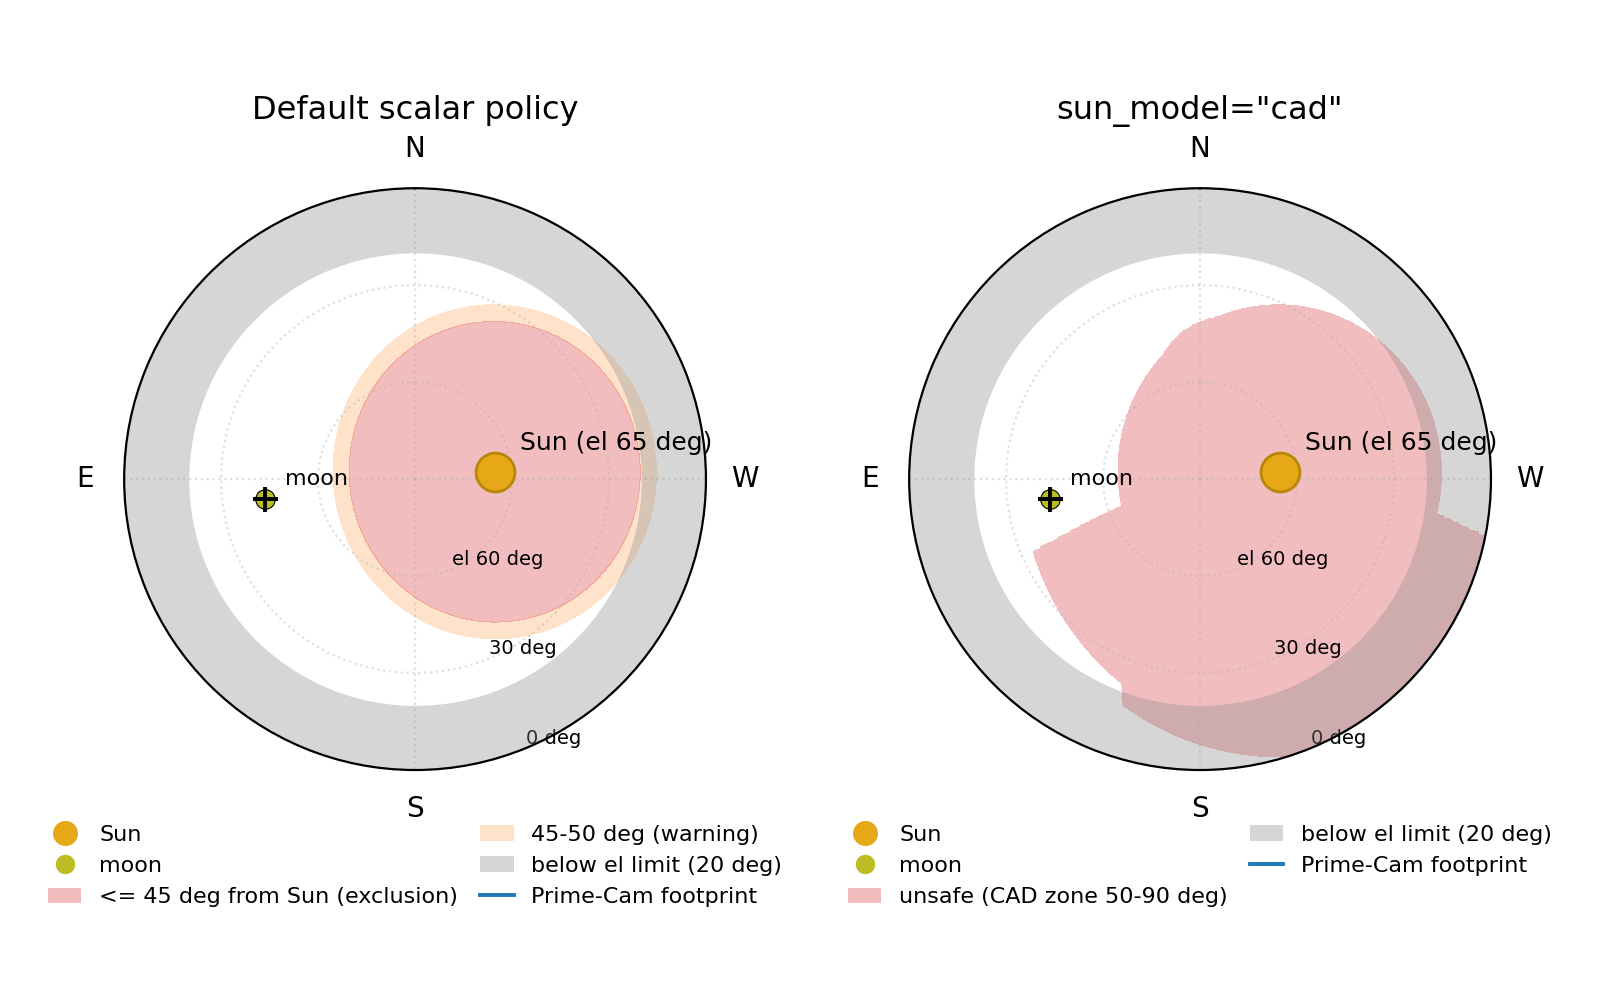 Default scalar policy
N
E
W
S
Sun (el 65 deg)
moon
el 60 deg
30 deg
0 deg
Sun
moon
<= 45 deg from Sun (exclusion)
45-50 deg (warning)
below el limit (20 deg)
Prime-Cam footprint
sun_model="cad"
N
E
W
S
Sun (el 65 deg)
moon
el 60 deg
30 deg
0 deg
Sun
moon
unsafe (CAD zone 50-90 deg)
below el limit (20 deg)
Prime-Cam footprint